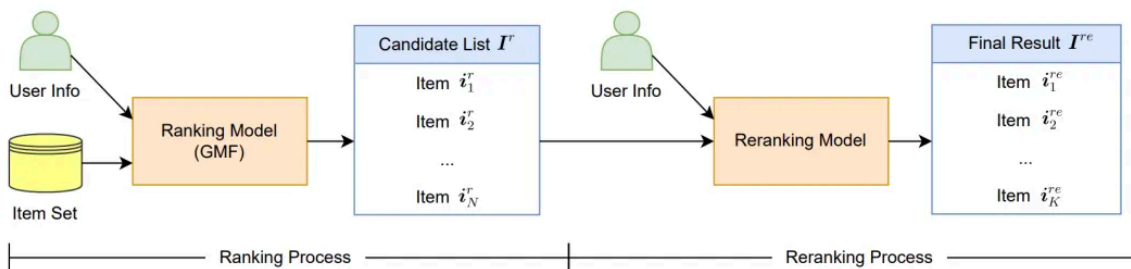 User Info
Item Set
Ranking Model
(GMF)
Candidate List I^r
Item i_1^r
Item i_2^r
...
Item i_N^r
User Info
Reranking Model
Final Result I^{re}
Item i_1^{re}
Item i_2^{re}
...
Item i_K^{re}
Ranking Process
Reranking Process